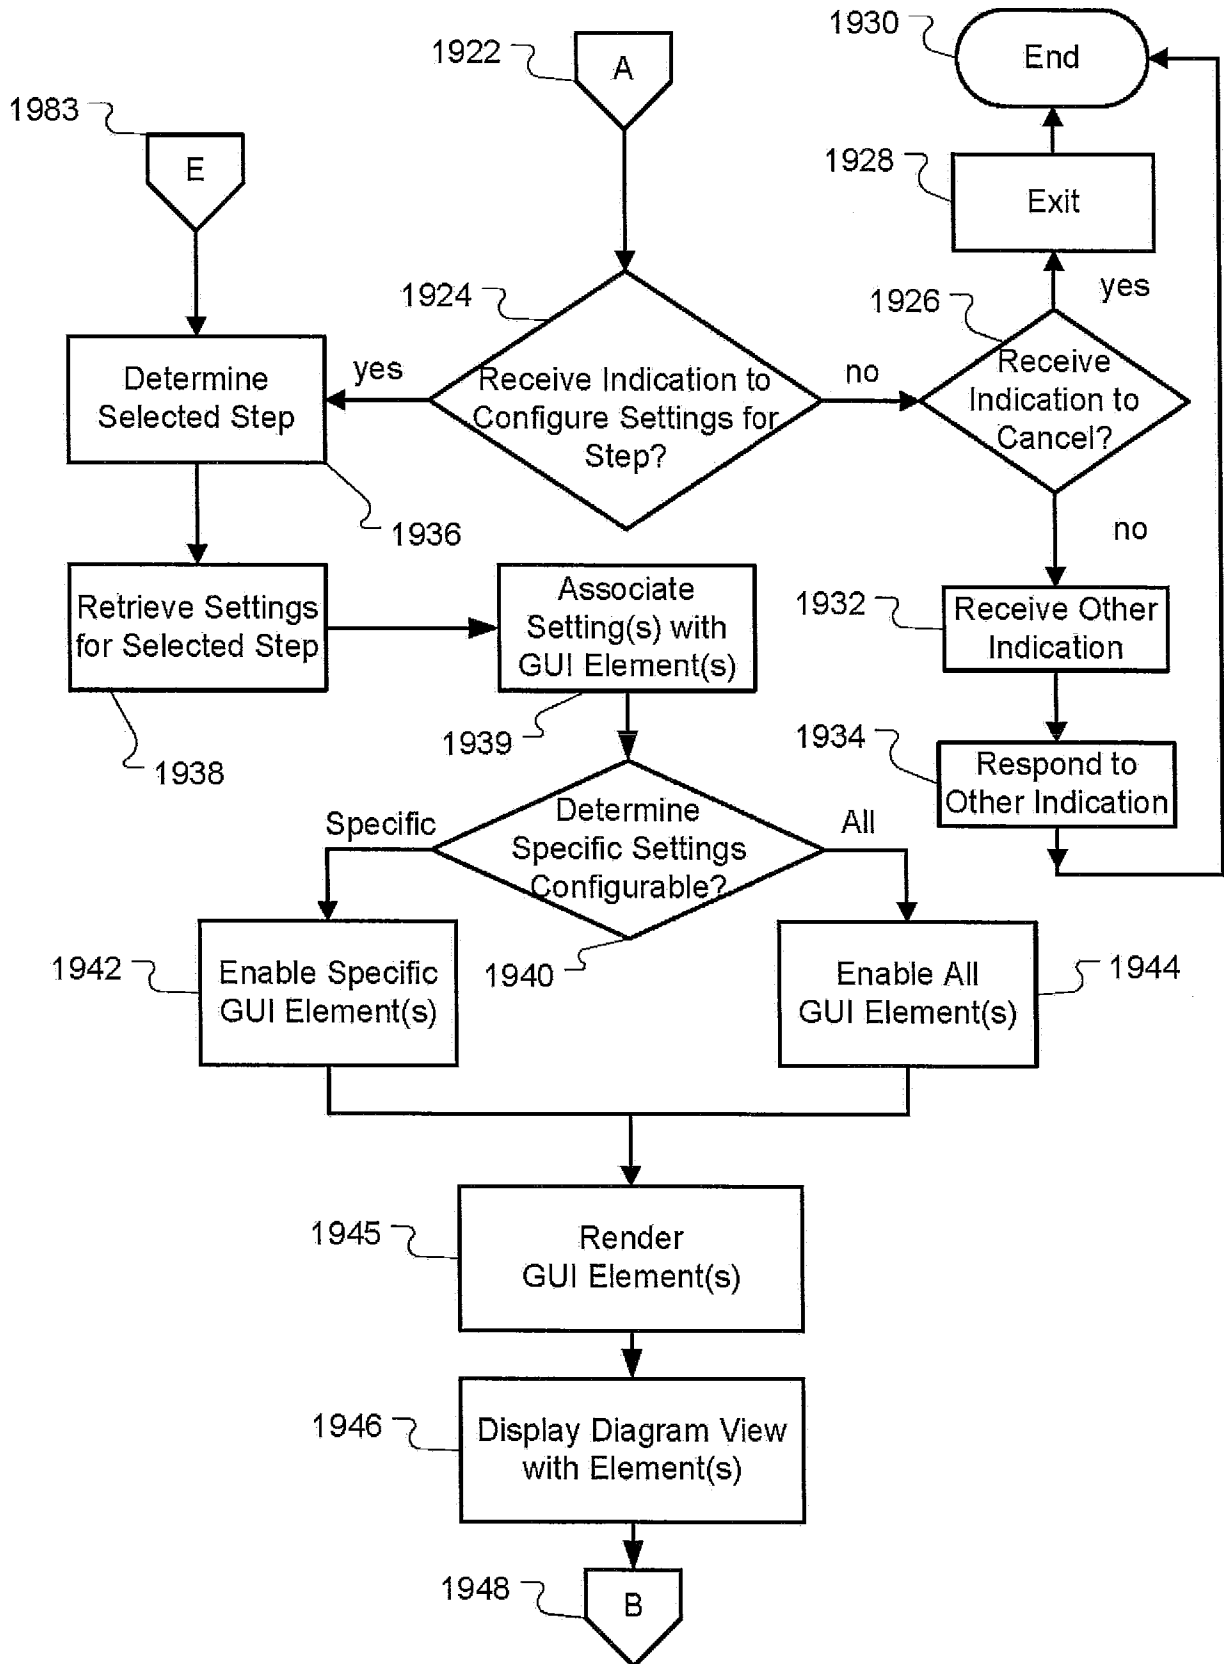 1930
End
1922
A
1983
E
1928
Exit
yes
1924
1926
Receive Indication to
Configure Settings for
Step?
yes
no
Receive
Indication to
Cancel?
Determine
Selected Step
1936
no
Retrieve Settings
for Selected Step
1938
Associate
Setting(s) with
GUI Element(s)
1939
1932
Receive Other
Indication
1934
Respond to
Other Indication
Specific
Determine
Specific Settings
Configurable?
All
1940
1942
Enable Specific
GUI Element(s)
Enable All
GUI Element(s)
1944
1945
Render
GUI Element(s)
1946
Display Diagram View
with Element(s)
1948
B